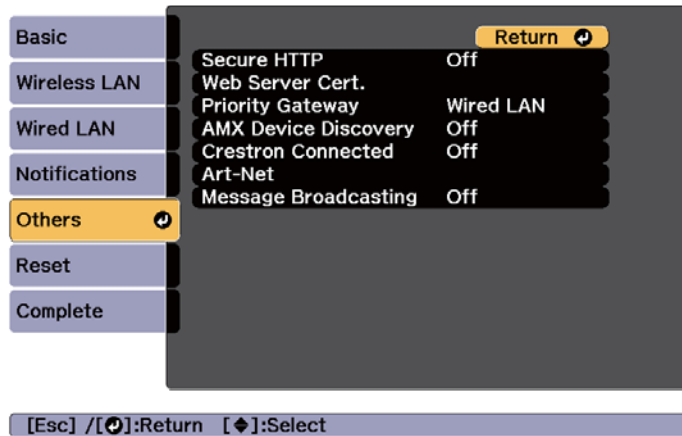 Basic
Wireless LAN
Wired LAN
Notifications
Others
Reset
Complete
Return
Secure HTTP Off
Web Server Cert.
Priority Gateway Wired LAN
AMX Device Discovery Off
Crestron Connected Off
Art-Net
Message Broadcasting Off
[Esc] /[⏎]:Return [◆]:Select